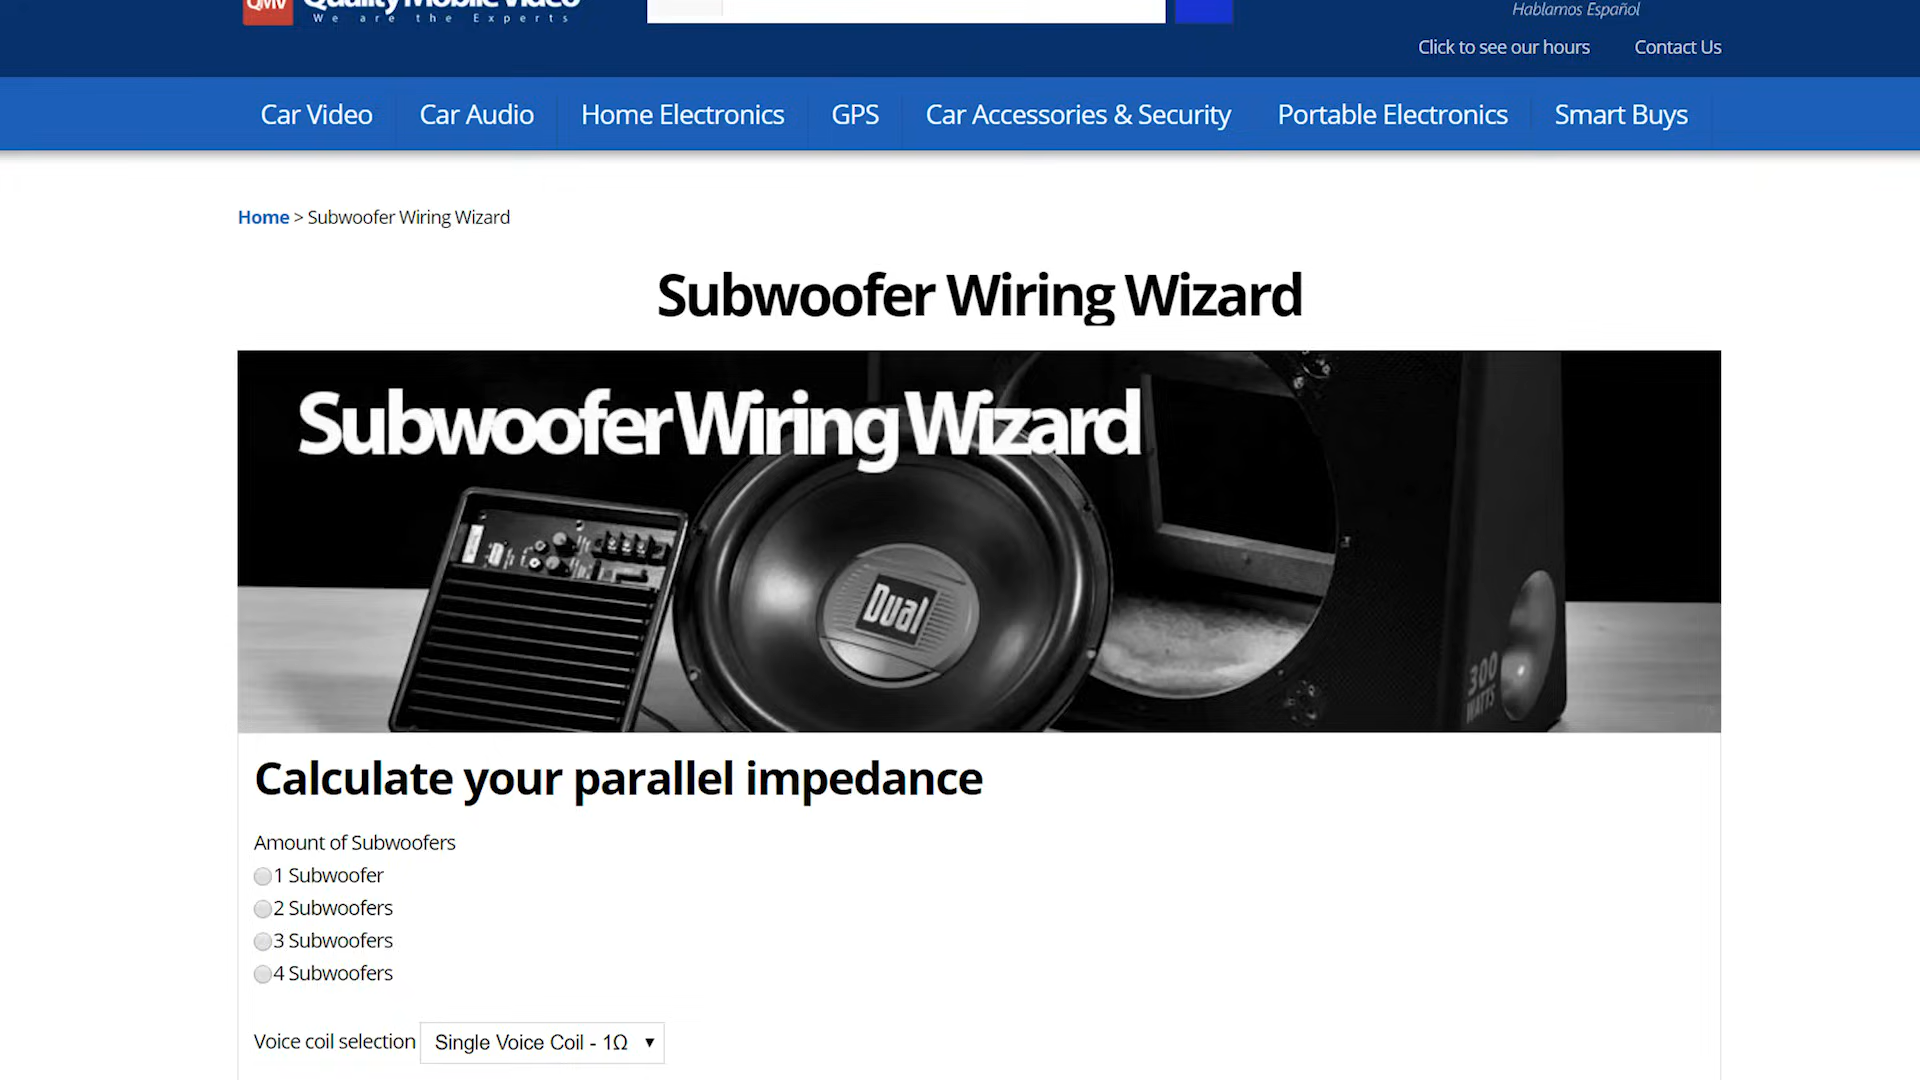 QMV QualityMobileVideo
We are the Experts
Hablamos Español
Click to see our hours Contact Us
Car Video Car Audio Home Electronics GPS Car Accessories & Security Portable Electronics Smart Buys
Home > Subwoofer Wiring Wizard
Subwoofer Wiring Wizard
Subwoofer Wiring Wizard
Dual
300
WATTS
Calculate your parallel impedance
Amount of Subwoofers
1 Subwoofer
2 Subwoofers
3 Subwoofers
4 Subwoofers
Voice coil selection Single Voice Coil - 1Ω